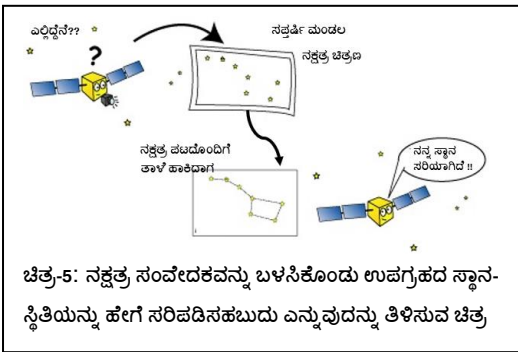 ಎಲ್ಲಿದ್ದೆನೆ??
?
ಸಪ್ತರ್ಷಿ ಮಂಡಲ
ನಕ್ಷತ್ರ ಚಿತ್ರಣ
ನಕ್ಷತ್ರ ಪಟದೊಂದಿಗೆ
ತಾಳೆ ಹಾಕಿದಾಗ
ನನ್ನ ಸ್ಥಾನ
ಸರಿಯಾಗಿದೆ !!
ಚಿತ್ರ-5: ನಕ್ಷತ್ರ ಸಂವೇದಕವನ್ನು ಬಳಸಿಕೊಂಡು ಉಪಗ್ರಹದ ಸ್ಥಾನ-
ಸ್ಥಿತಿಯನ್ನು ಹೇಗೆ ಸರಿಪಡಿಸಹಬುದು ಎನ್ನುವುದನ್ನು ತಿಳಿಸುವ ಚಿತ್ರ